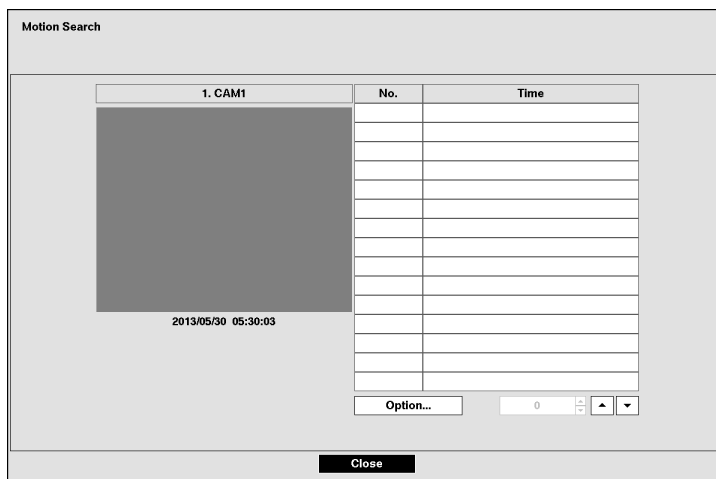 Motion Search
1. CAM1
No.
Time
2013/05/30 05:30:03
Option...
0
Close